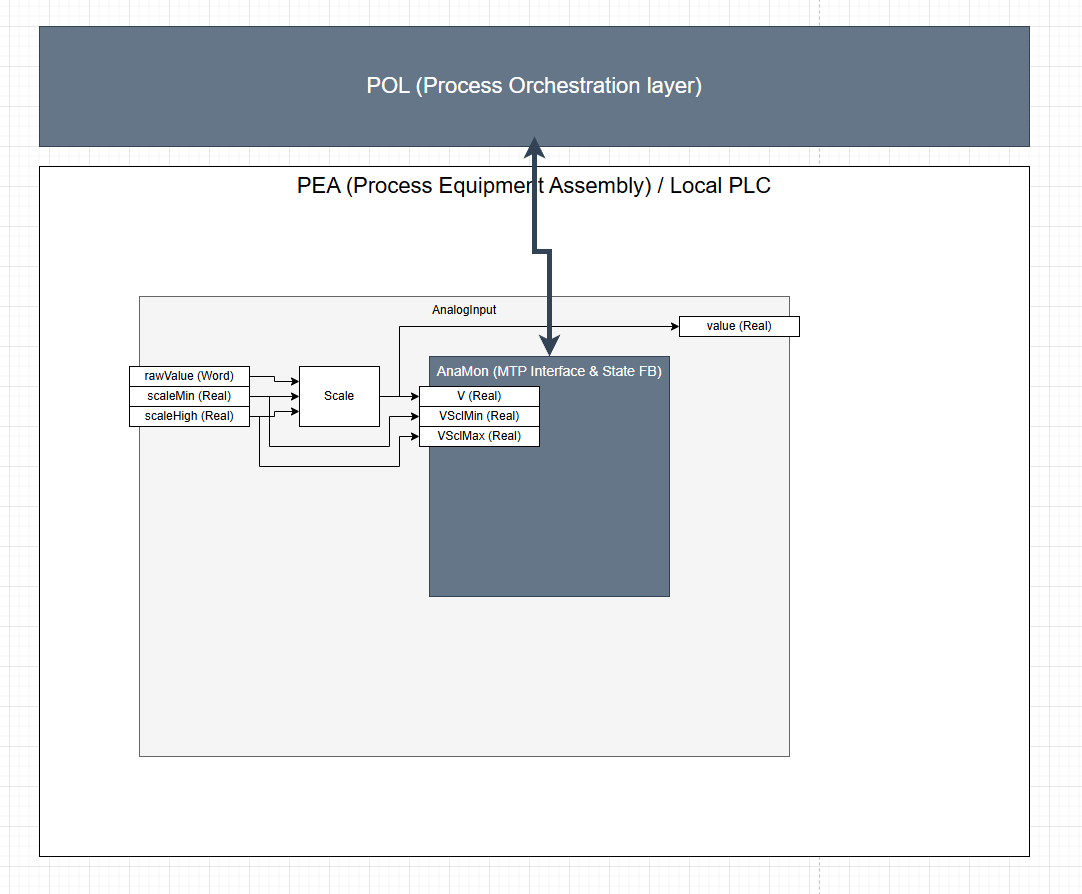 POL (Process Orchestration layer)
PEA (Process Equipment Assembly) / Local PLC
AnalogInput
value (Real)
rawValue (Word)
scaleMin (Real)
scaleHigh (Real)
Scale
AnaMon (MTP Interface & State FB)
V (Real)
VSclMin (Real)
VSclMax (Real)